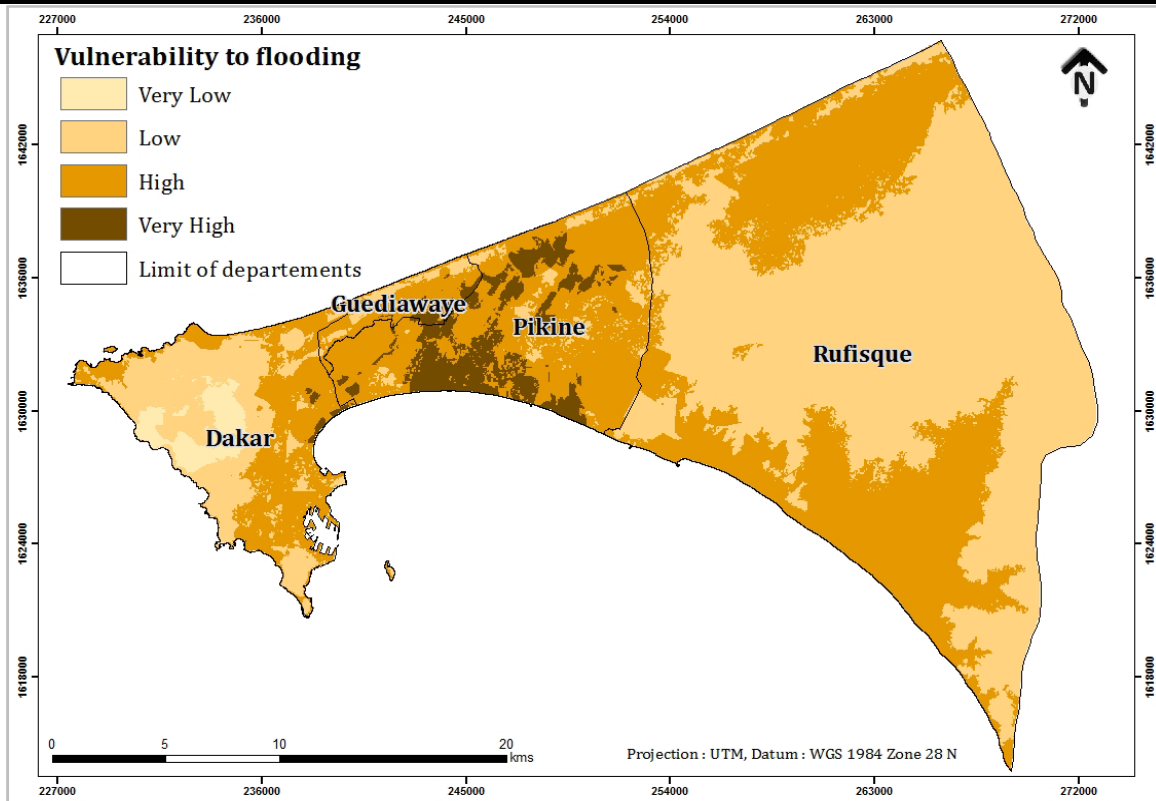 227000 236000 245000 254000 263000 272000
Vulnerability to flooding
Very Low
Low
High
Very High
Limit of departements
N
1642000 1642000
1636000 1636000
Guediawaye
Pikine
Rufisque
1630000 1630000
Dakar
1624000 1624000
1618000 1618000
0 5 10 20
kms
Projection : UTM, Datum : WGS 1984 Zone 28 N
227000 236000 245000 254000 263000 272000